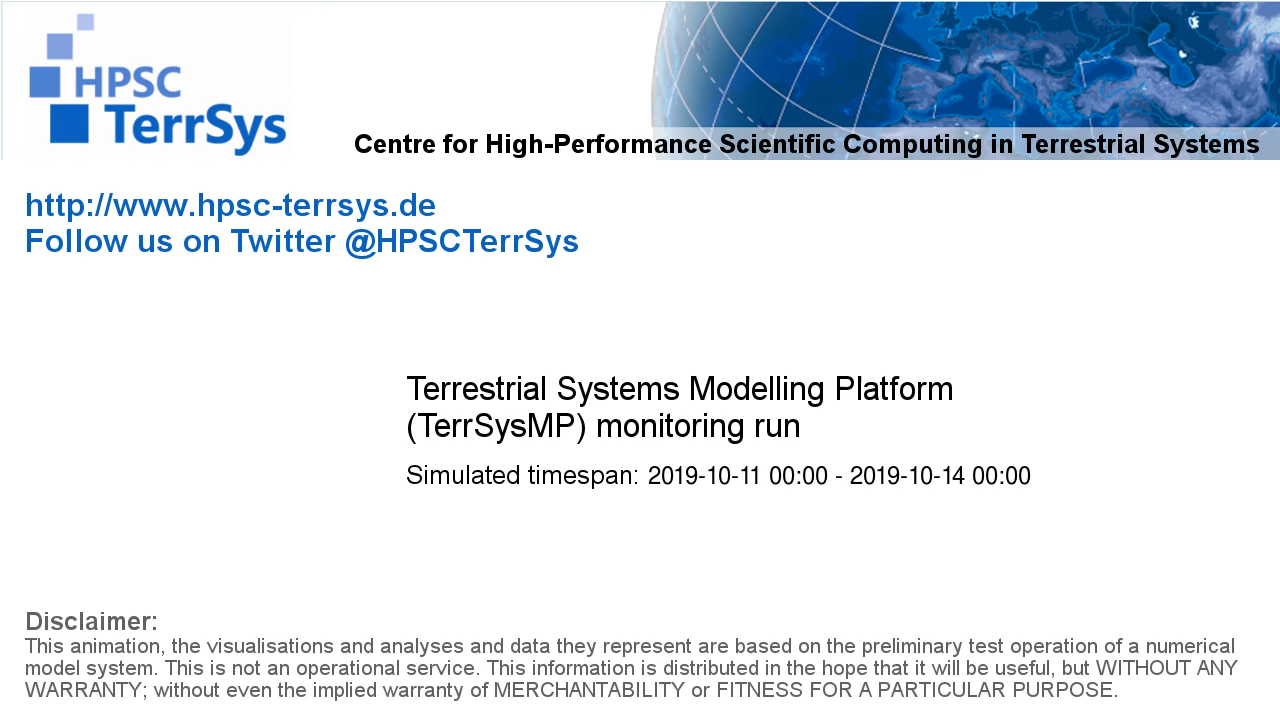 HPSC
TerrSys
Centre for High-Performance Scientific Computing in Terrestrial Systems
http://www.hpsc-terrsys.de
Follow us on Twitter @HPSCTerrSys
Terrestrial Systems Modelling Platform
(TerrSysMP) monitoring run
Simulated timespan: 2019-10-11 00:00 - 2019-10-14 00:00
Disclaimer:
This animation, the visualisations and analyses and data they represent are based on the preliminary test operation of a numerical
model system. This is not an operational service. This information is distributed in the hope that it will be useful, but WITHOUT ANY
WARRANTY; without even the implied warranty of MERCHANTABILITY or FITNESS FOR A PARTICULAR PURPOSE.